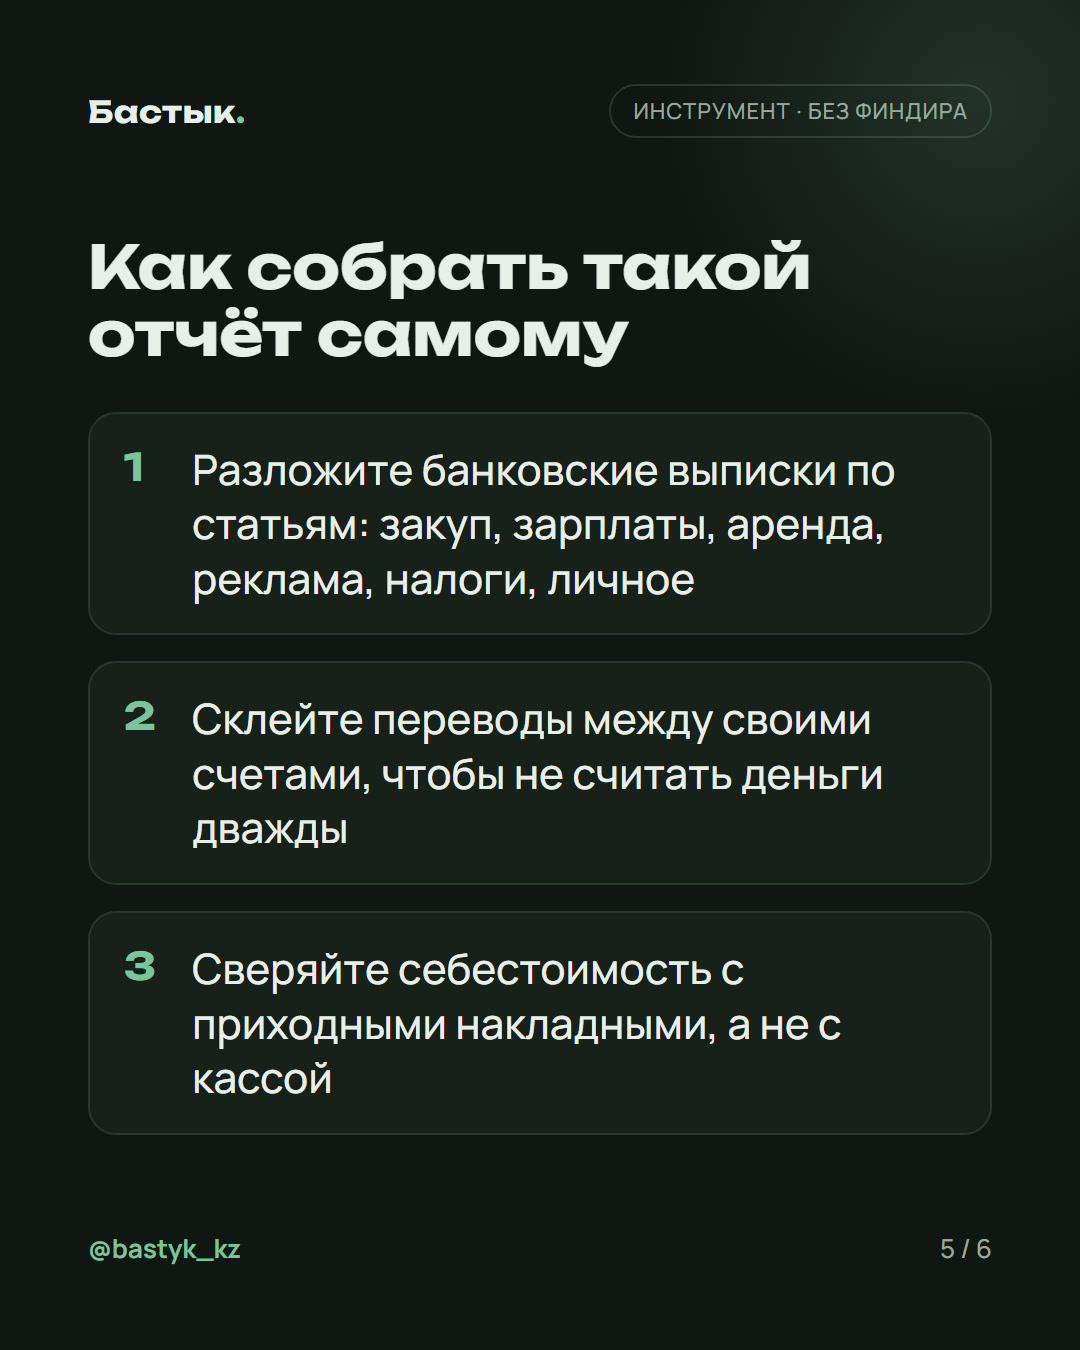 Бастык.
ИНСТРУМЕНТ · БЕЗ ФИНДИРА
Как собрать такой
отчёт самому
1 Разложите банковские выписки по
статьям: закуп, зарплаты, аренда,
реклама, налоги, личное
2 Склейте переводы между своими
счетами, чтобы не считать деньги
дважды
3 Сверяйте себестоимость с
приходными накладными, а не с
кассой
@bastyk_kz
5 / 6